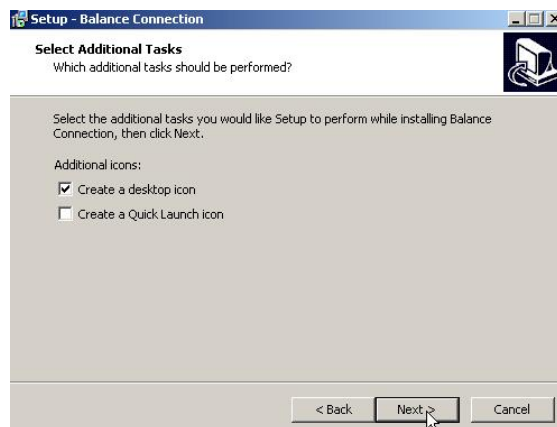 Setup - Balance Connection
Select Additional Tasks
Which additional tasks should be performed?
Select the additional tasks you would like Setup to perform while installing Balance
Connection, then click Next.
Additional icons:
Create a desktop icon
Create a Quick Launch icon
< Back Next > Cancel